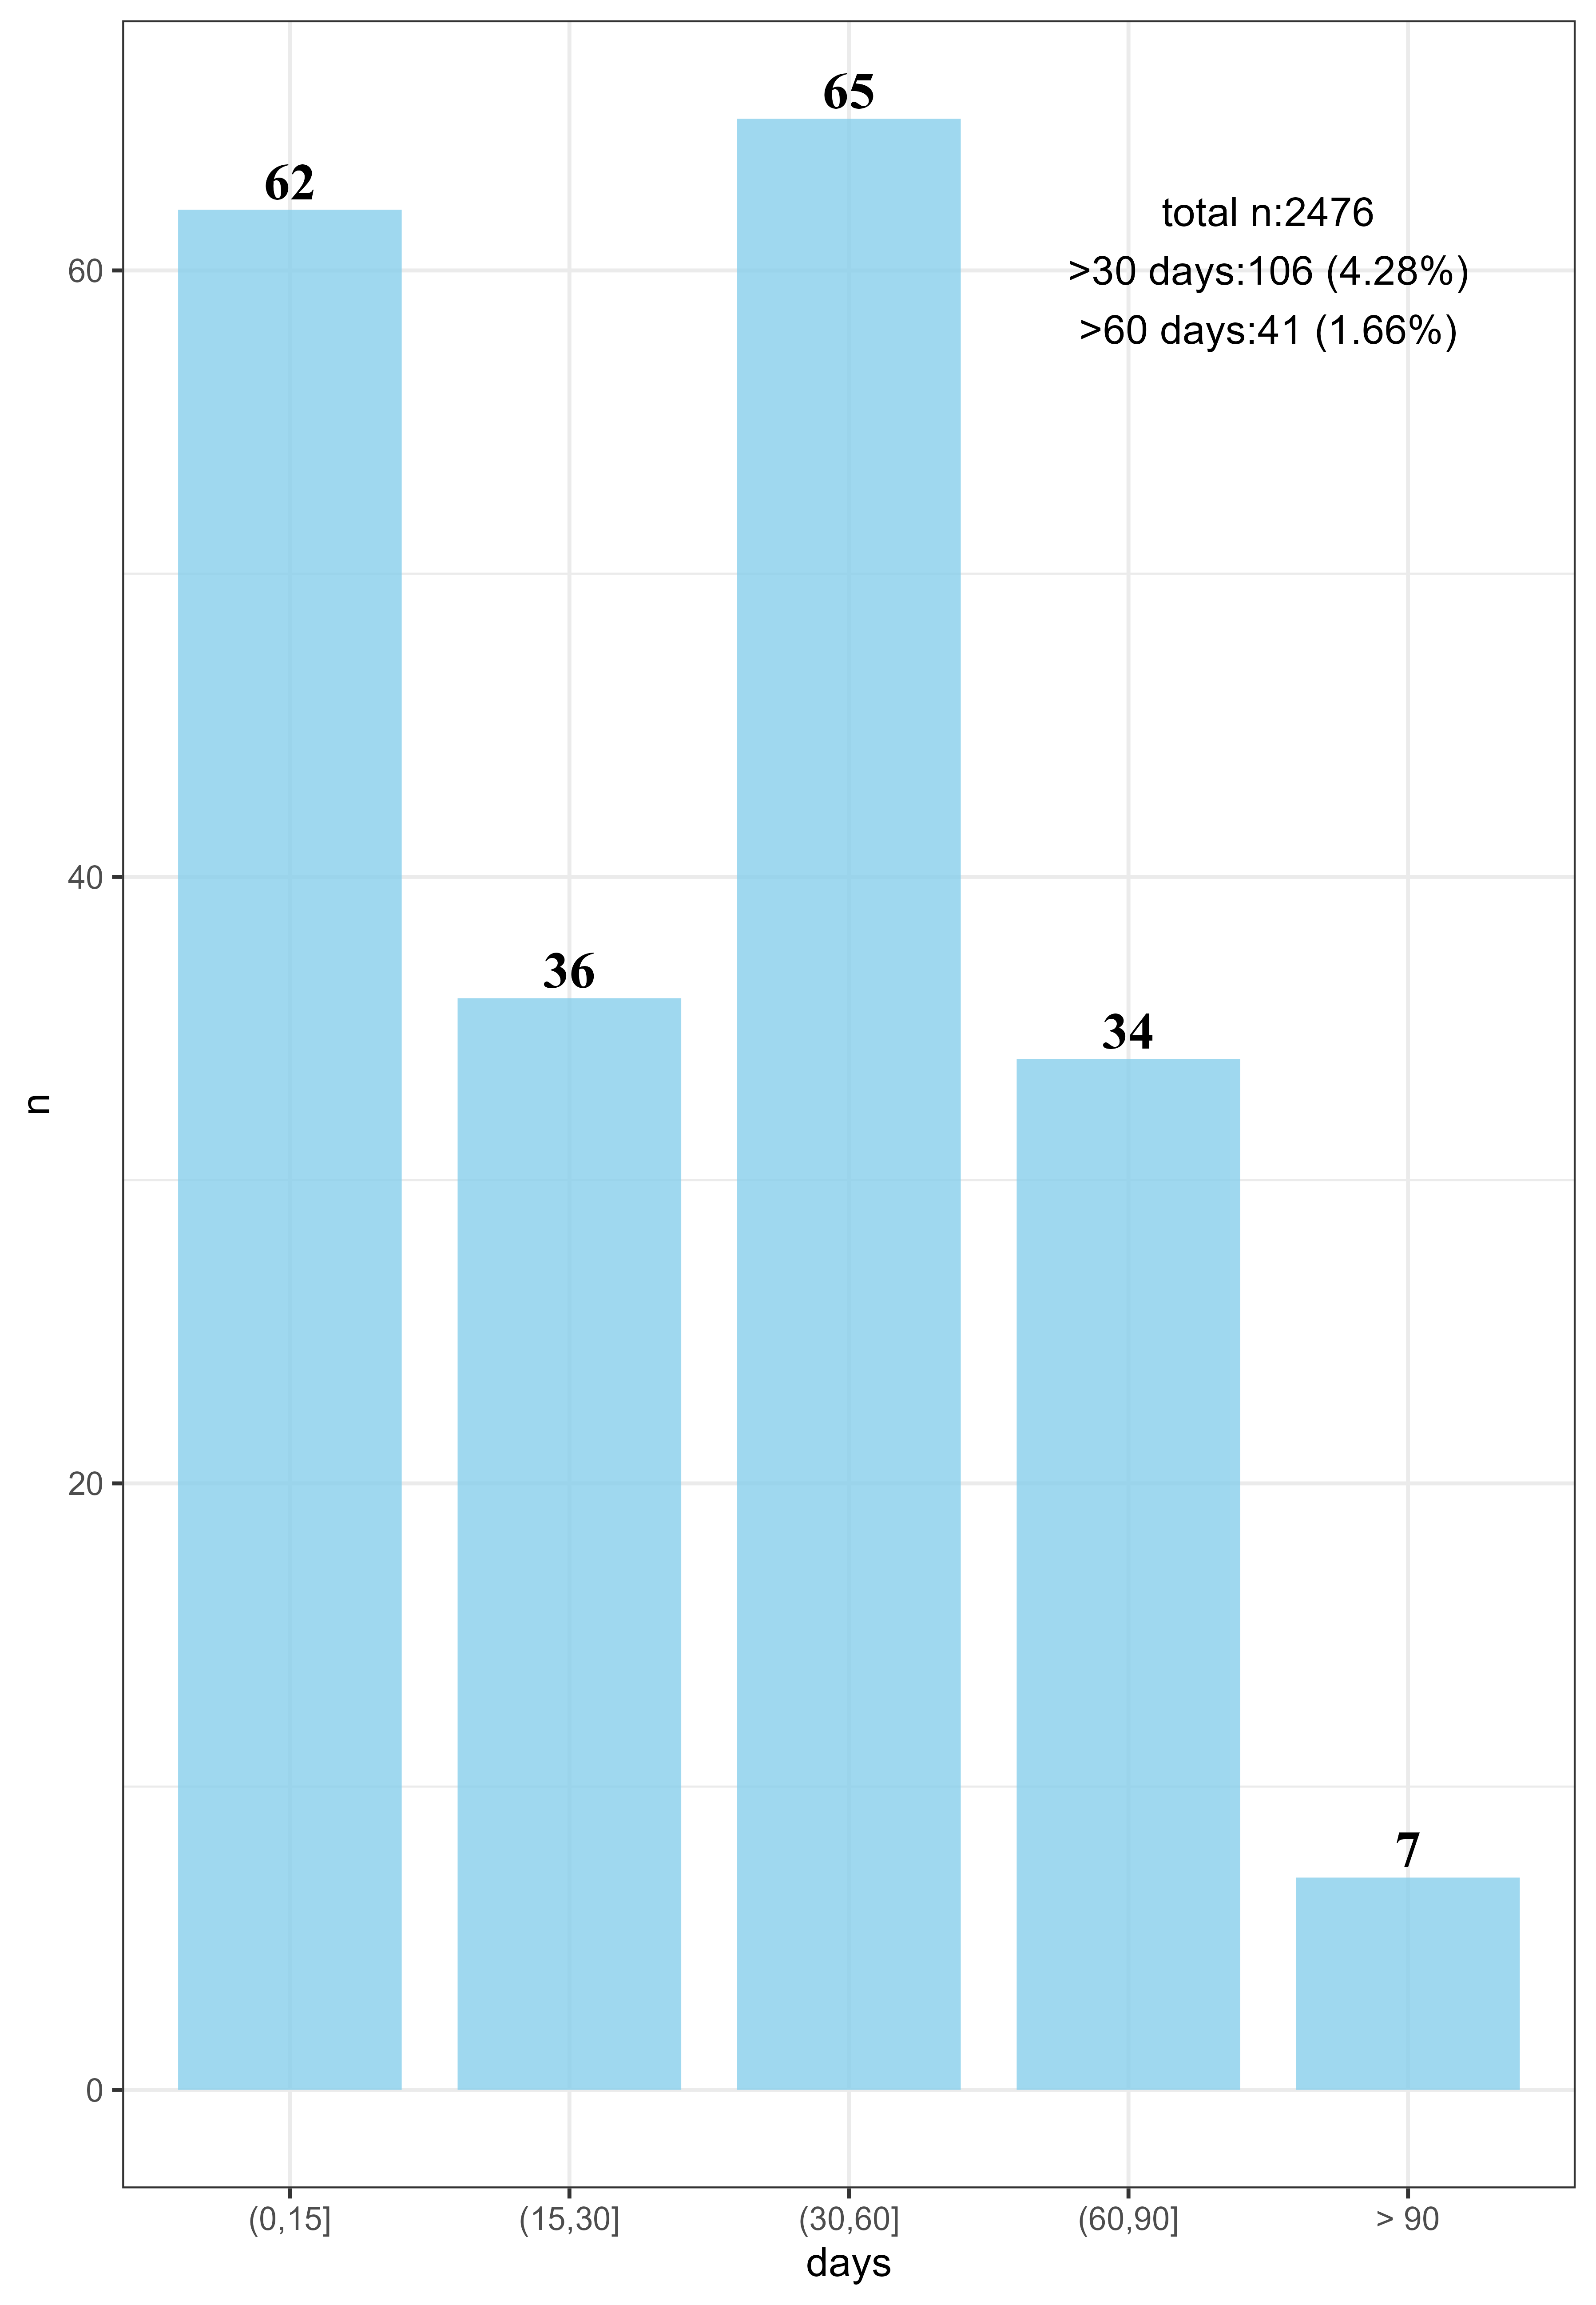 65
62
total n:2476
60
>30 days:106 (4.28%)
>60 days:41 (1.66%)
40
36
34
n
20
7
0
(0,15] (15,30] (30,60] (60,90] > 90
days